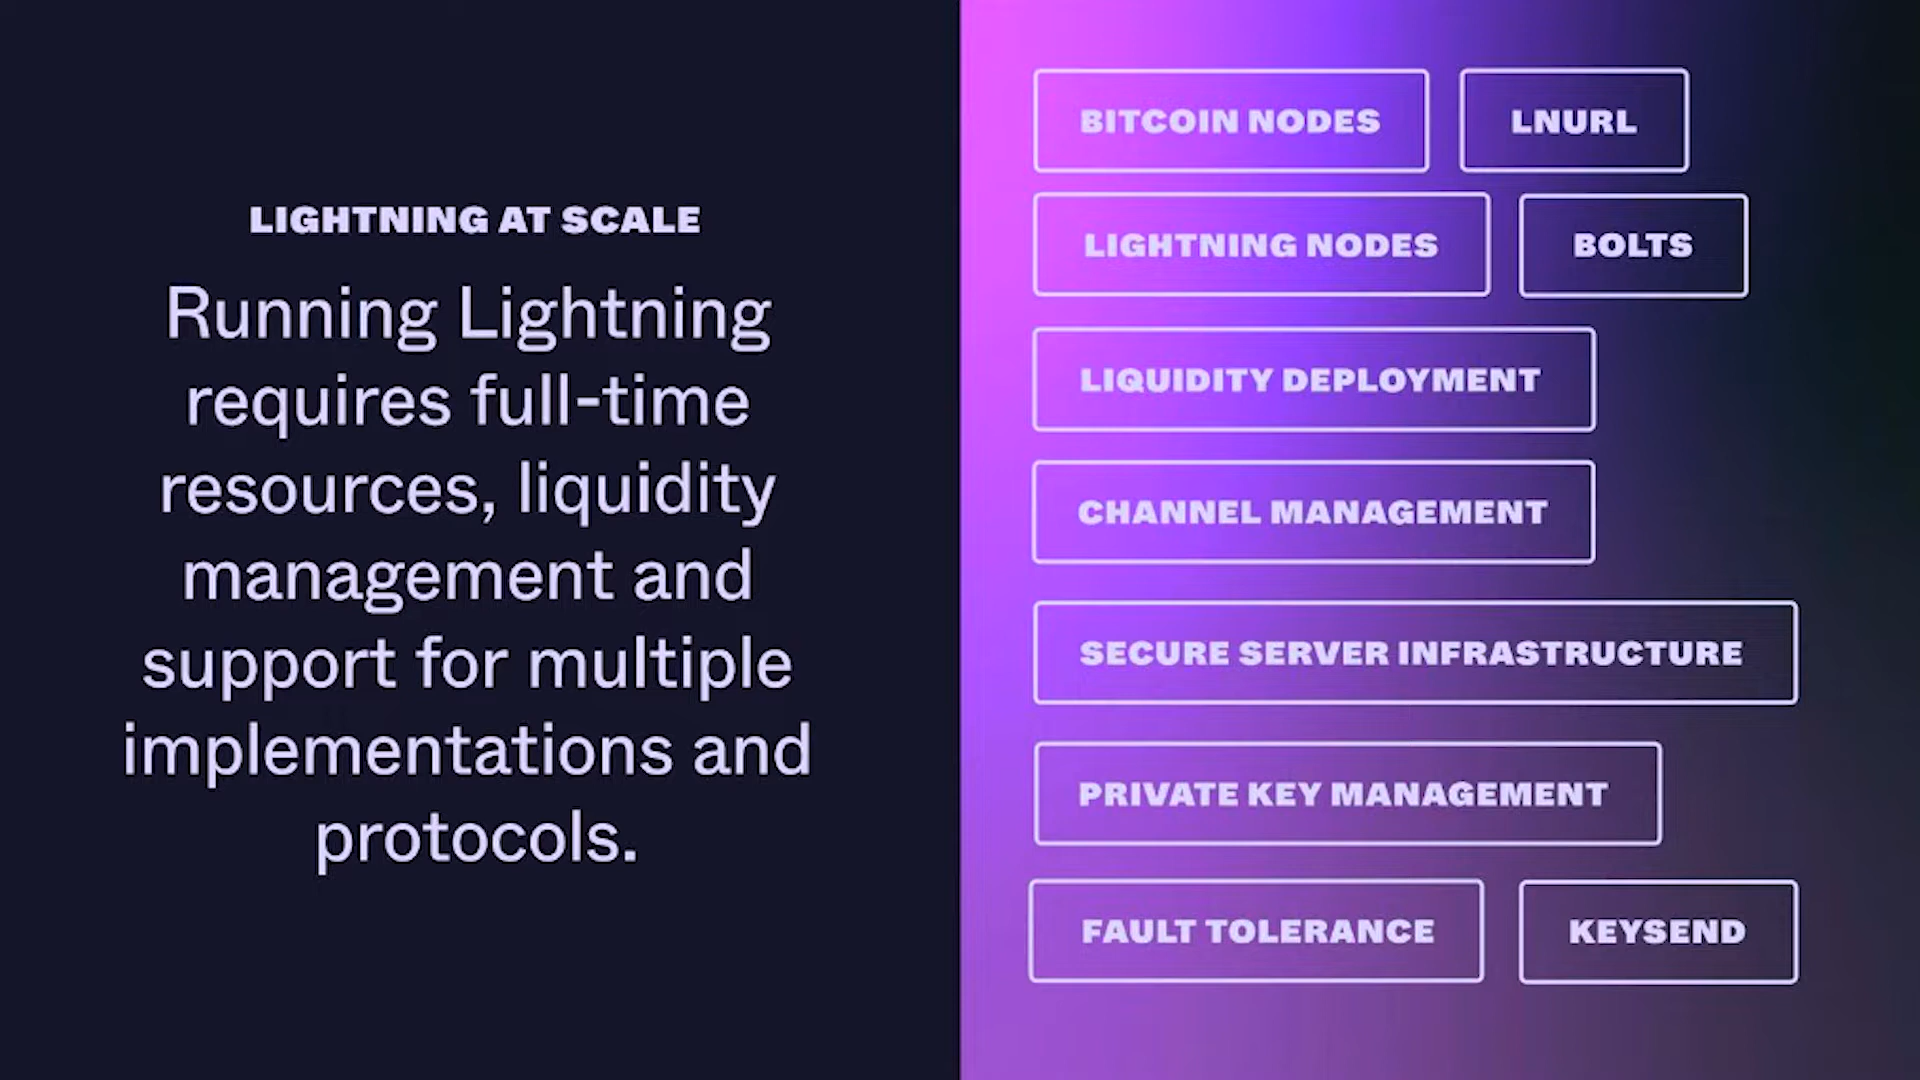 LIGHTNING AT SCALE
Running Lightning
requires full-time
resources, liquidity
management and
support for multiple
implementations and
protocols.
BITCOIN NODES
LNURL
LIGHTNING NODES
BOLTS
LIQUIDITY DEPLOYMENT
CHANNEL MANAGEMENT
SECURE SERVER INFRASTRUCTURE
PRIVATE KEY MANAGEMENT
FAULT TOLERANCE
KEYSEND